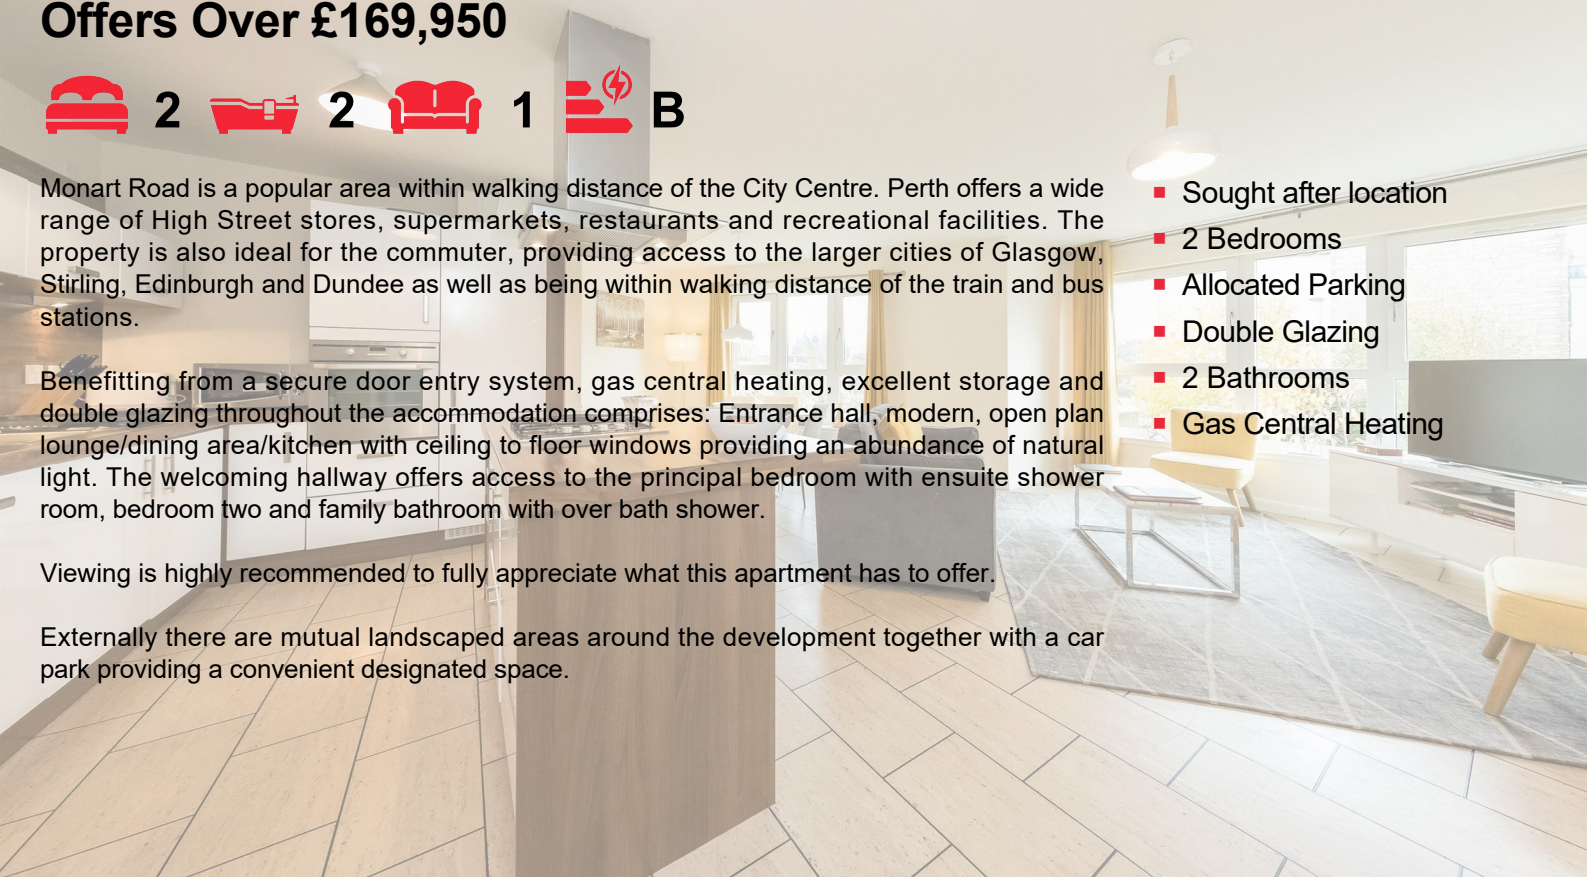 Offers Over £169,950
2 2 1 B
Monart Road is a popular area within walking distance of the City Centre. Perth offers a wide
range of High Street stores, supermarkets, restaurants and recreational facilities. The
property is also ideal for the commuter, providing access to the larger cities of Glasgow,
Stirling, Edinburgh and Dundee as well as being within walking distance of the train and bus
stations.
Benefitting from a secure door entry system, gas central heating, excellent storage and
double glazing throughout the accommodation comprises: Entrance hall, modern, open plan
lounge/dining area/kitchen with ceiling to floor windows providing an abundance of natural
light. The welcoming hallway offers access to the principal bedroom with ensuite shower
room, bedroom two and family bathroom with over bath shower.
Viewing is highly recommended to fully appreciate what this apartment has to offer.
Externally there are mutual landscaped areas around the development together with a car
park providing a convenient designated space.
Sought after location
2 Bedrooms
Allocated Parking
Double Glazing
2 Bathrooms
Gas Central Heating